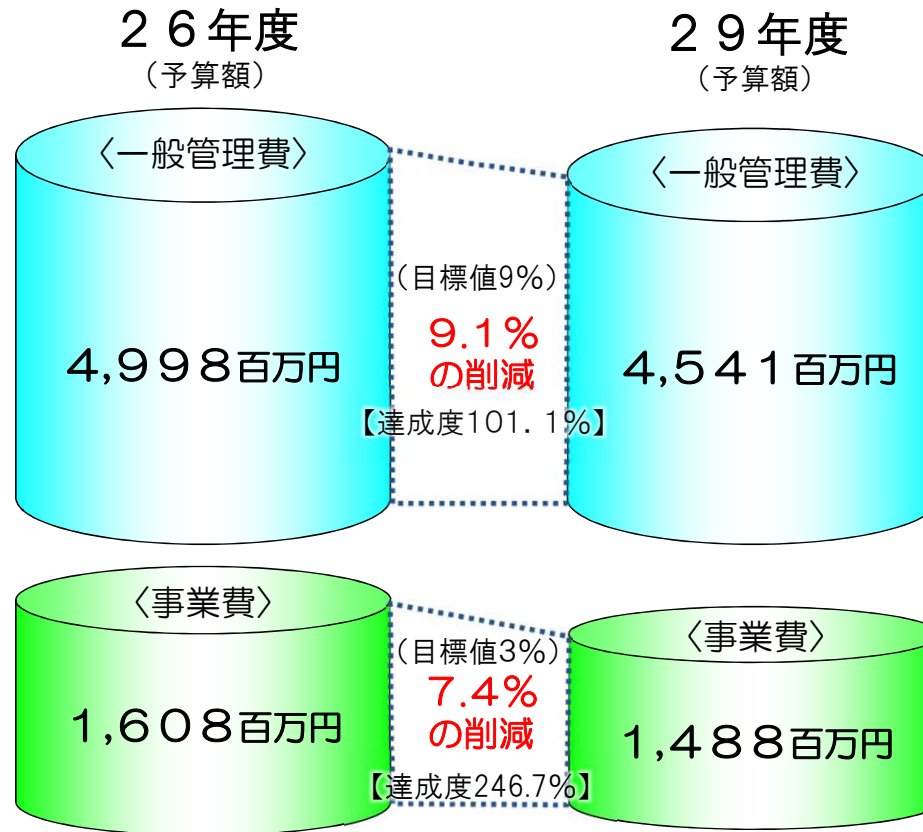 ２６年度
（予算額）
２９年度
（予算額）
〈一般管理費〉
〈一般管理費〉
（目標値9%）
9.1%
の削減
【達成度101.1%】
4,998百万円
4,541百万円
〈事業費〉
〈事業費〉
（目標値3%）
7.4%
の削減
【達成度246.7%】
1,608百万円
1,488百万円